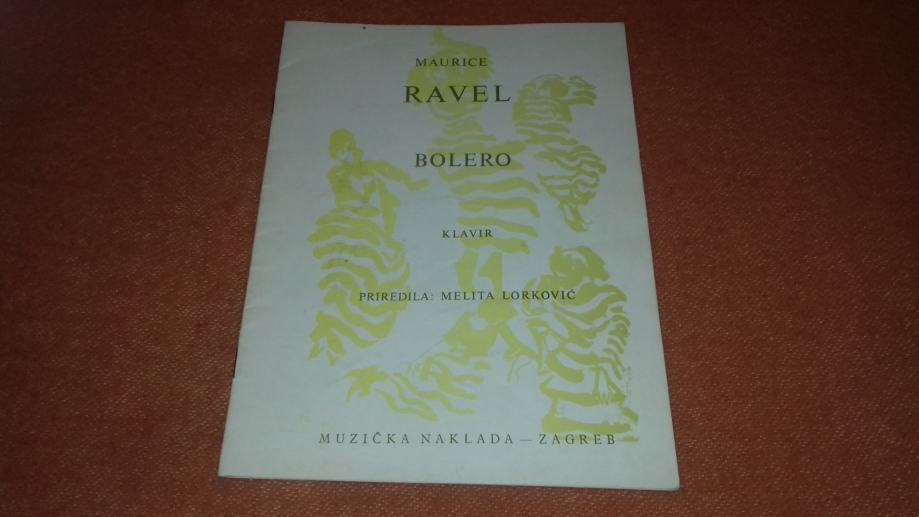 MAURICE
RAVEL
BOLERO
KLAVIR
PRIREDILA: MELITA LORKOVIĆ
MUZIČKA NAKLADA — ZAGREB